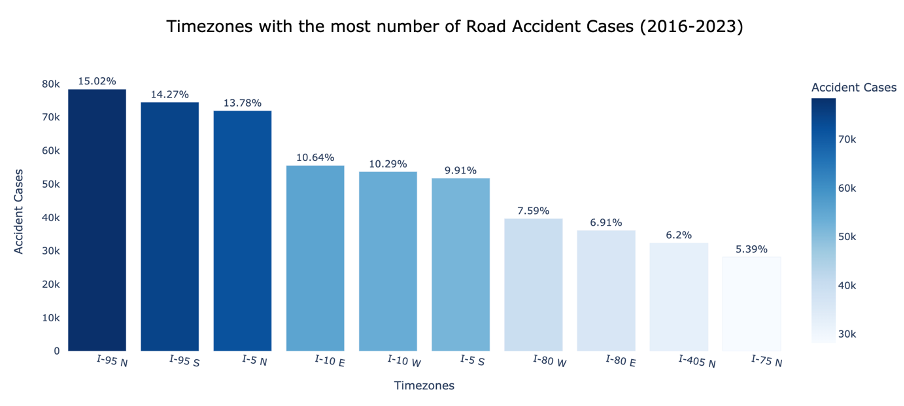 Timezones with the most number of Road Accident Cases (2016-2023)
Accident Cases
80k
70k
60k
50k
40k
30k
20k
10k
0
Accident Cases
15.02%
14.27%
13.78%
10.64%
10.29%
9.91%
7.59%
6.91%
6.2%
5.39%
I-95 N
I-95 S
I-5 N
I-10 E
I-10 W
I-5 S
I-80 W
I-80 E
I-405 N
I-75 N
Timezones
70k
60k
50k
40k
30k